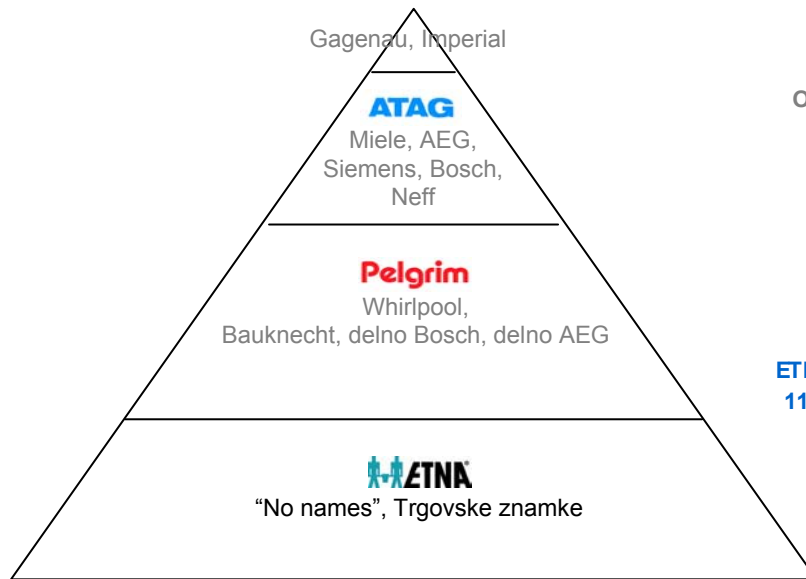 Gagenau, Imperial
ATAG
Miele, AEG,
Siemens, Bosch,
Neff
Pelgrim
Whirlpool,
Bauknecht, delno Bosch, delno AEG
ETNA
“No names”, Trgovske znamke